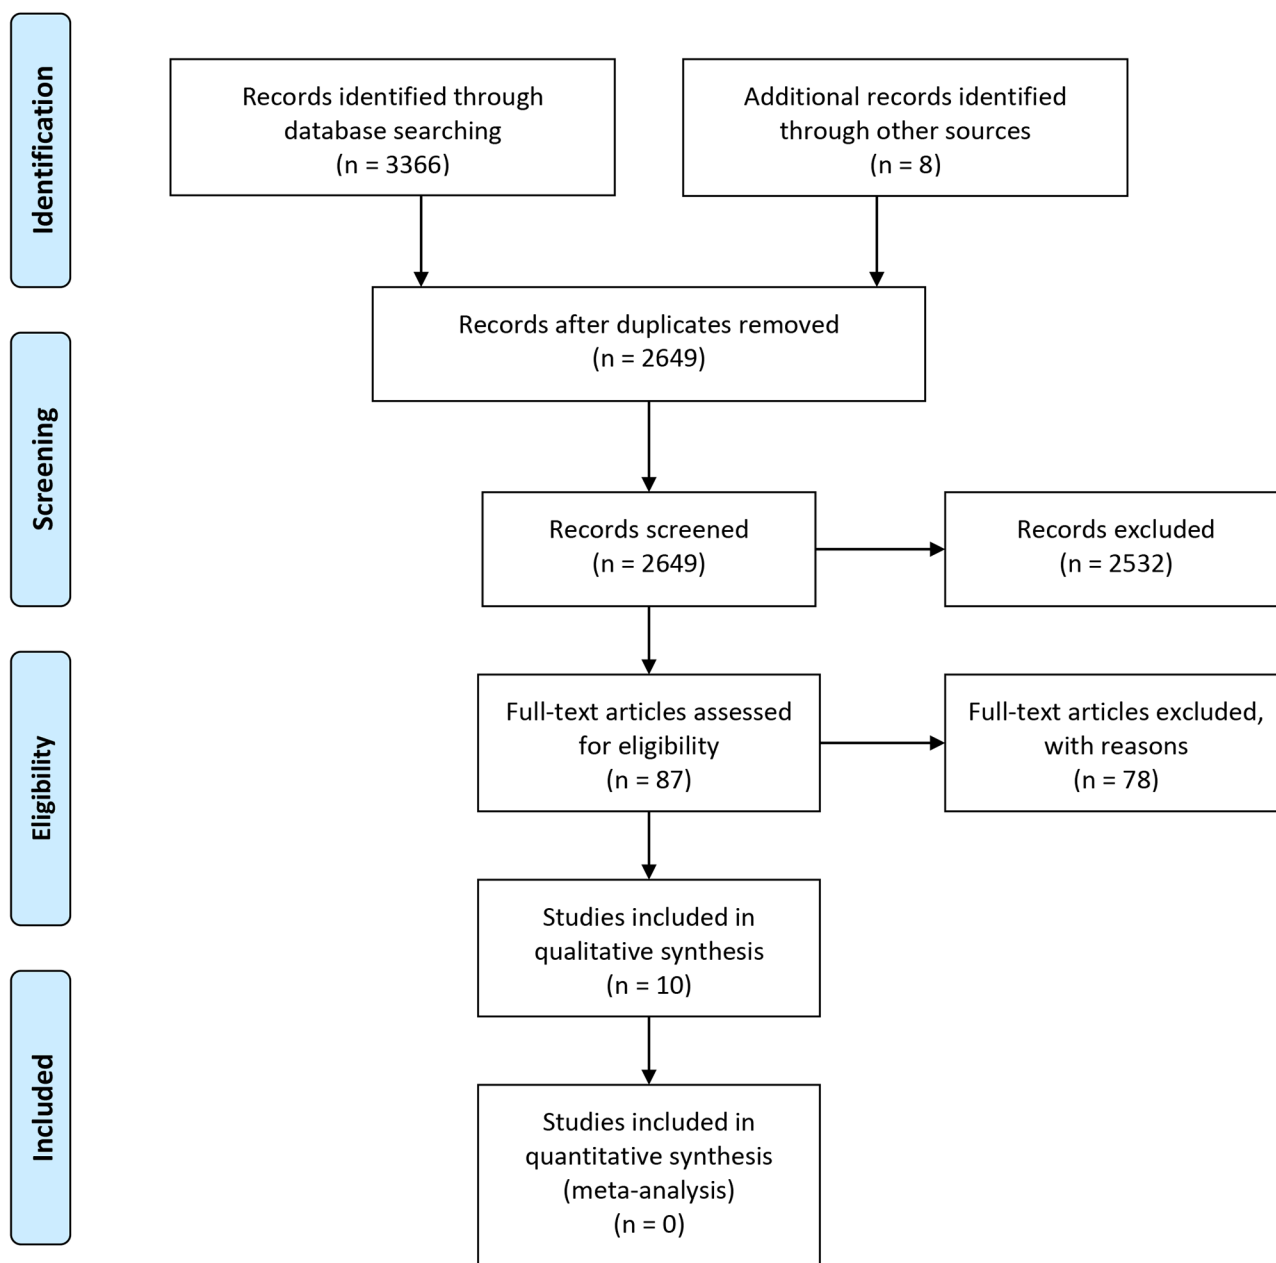 Identification
Records identified through
database searching
(n = 3366)
Additional records identified
through other sources
(n = 8)
Records after duplicates removed
(n = 2649)
Screening
Records screened
(n = 2649)
Records excluded
(n = 2532)
Eligibility
Full-text articles assessed
for eligibility
(n = 87)
Full-text articles excluded,
with reasons
(n = 78)
Studies included in
qualitative synthesis
(n = 10)
Included
Studies included in
quantitative synthesis
(meta-analysis)
(n = 0)